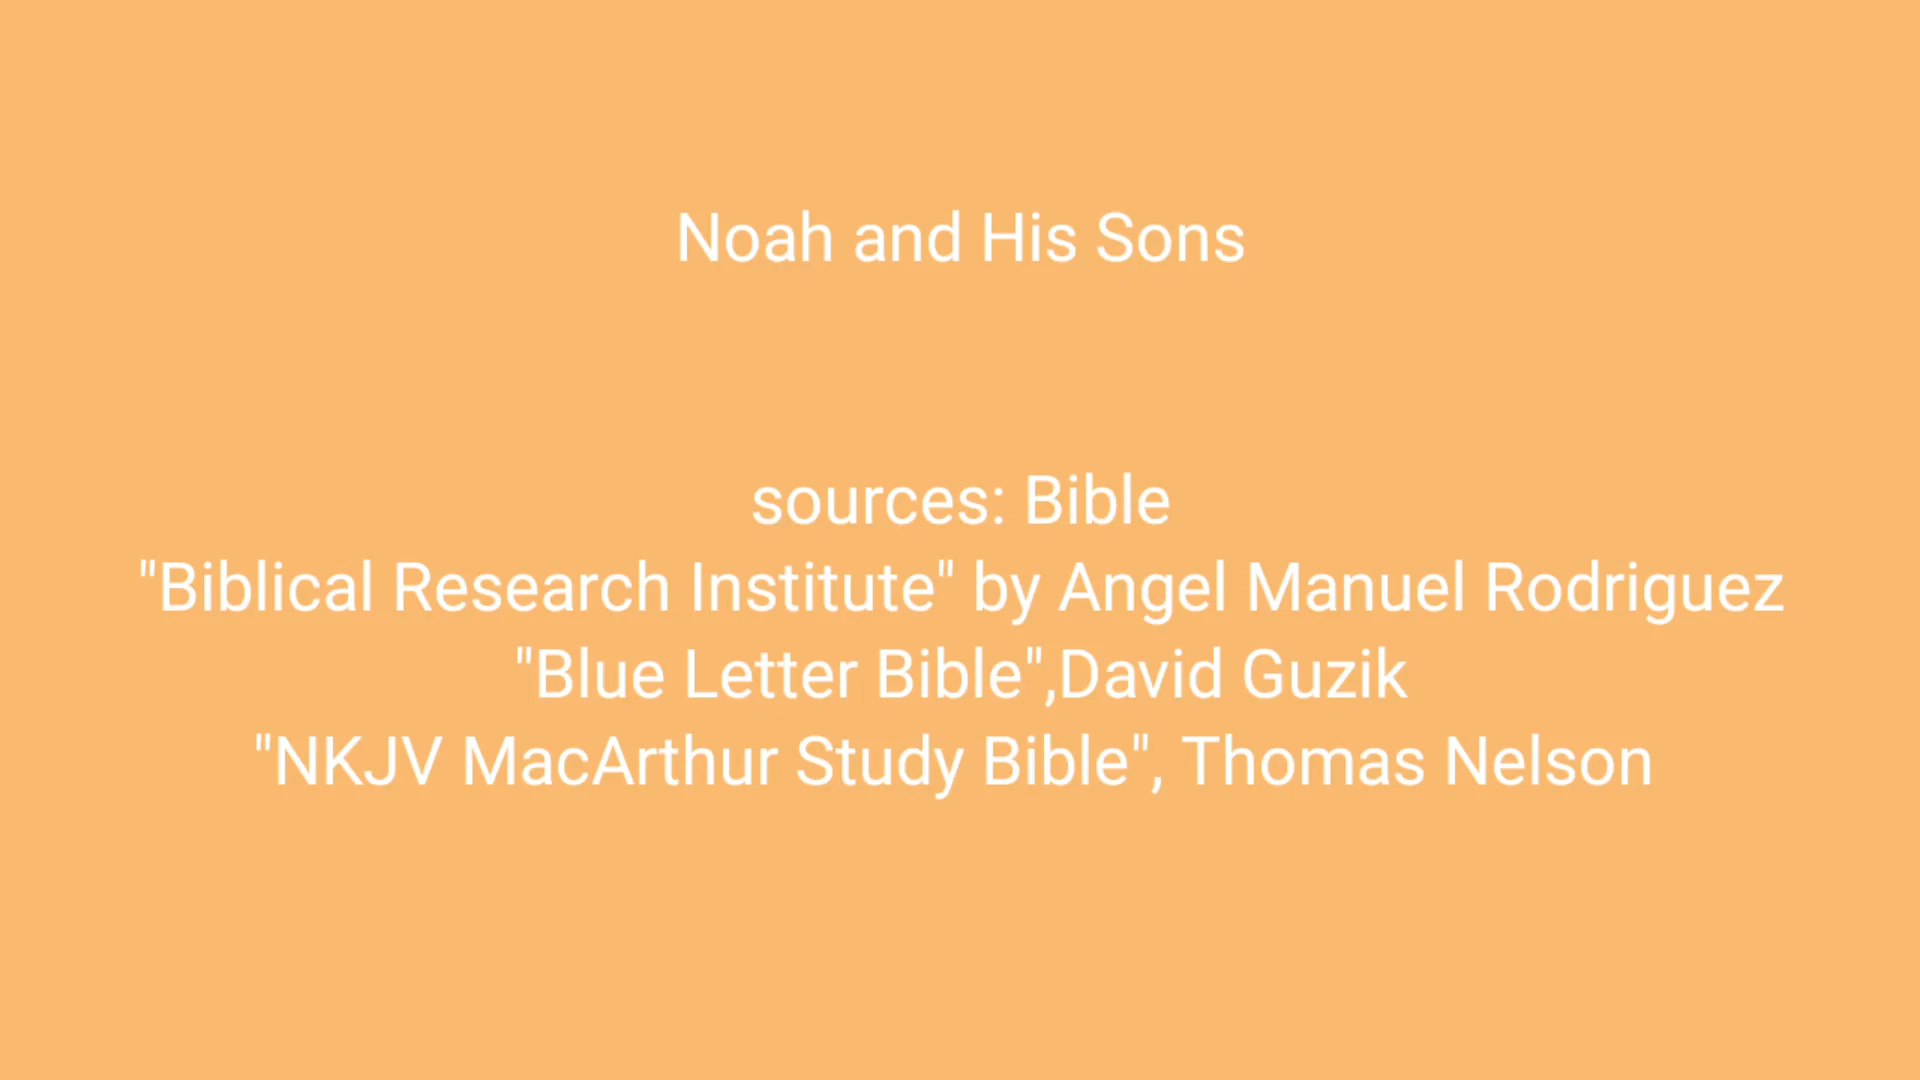 Noah and His Sons
sources: Bible
"Biblical Research Institute" by Angel Manuel Rodriguez
"Blue Letter Bible",David Guzik
"NKJV MacArthur Study Bible", Thomas Nelson